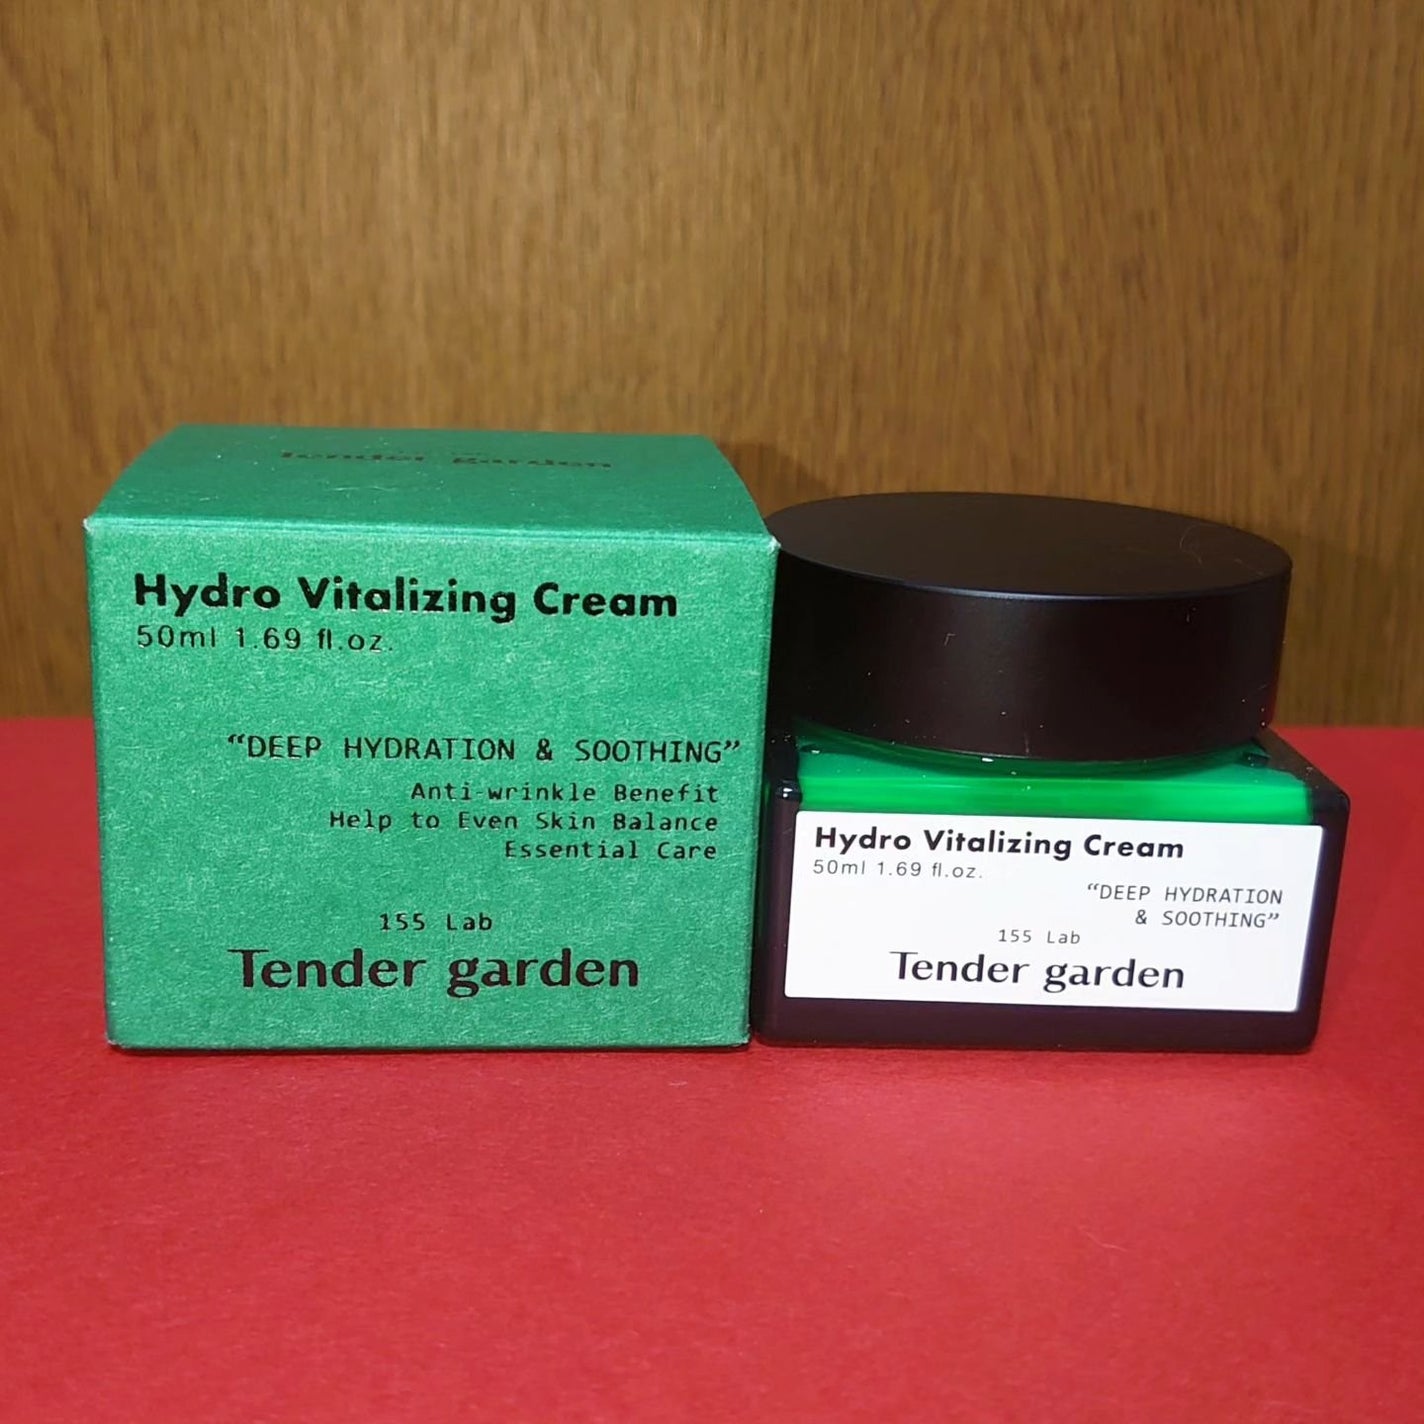 Tender garden
Hydro Vitalizing Cream
50ml 1.69 fl.oz.
“DEEP HYDRATION & SOOTHING”
Anti-wrinkle Benefit
Help to Even Skin Balance
Essential Care
155 Lab
Tender garden
Hydro Vitalizing Cream
50ml 1.69 fl.oz.
“DEEP HYDRATION
& SOOTHING”
155 Lab
Tender garden